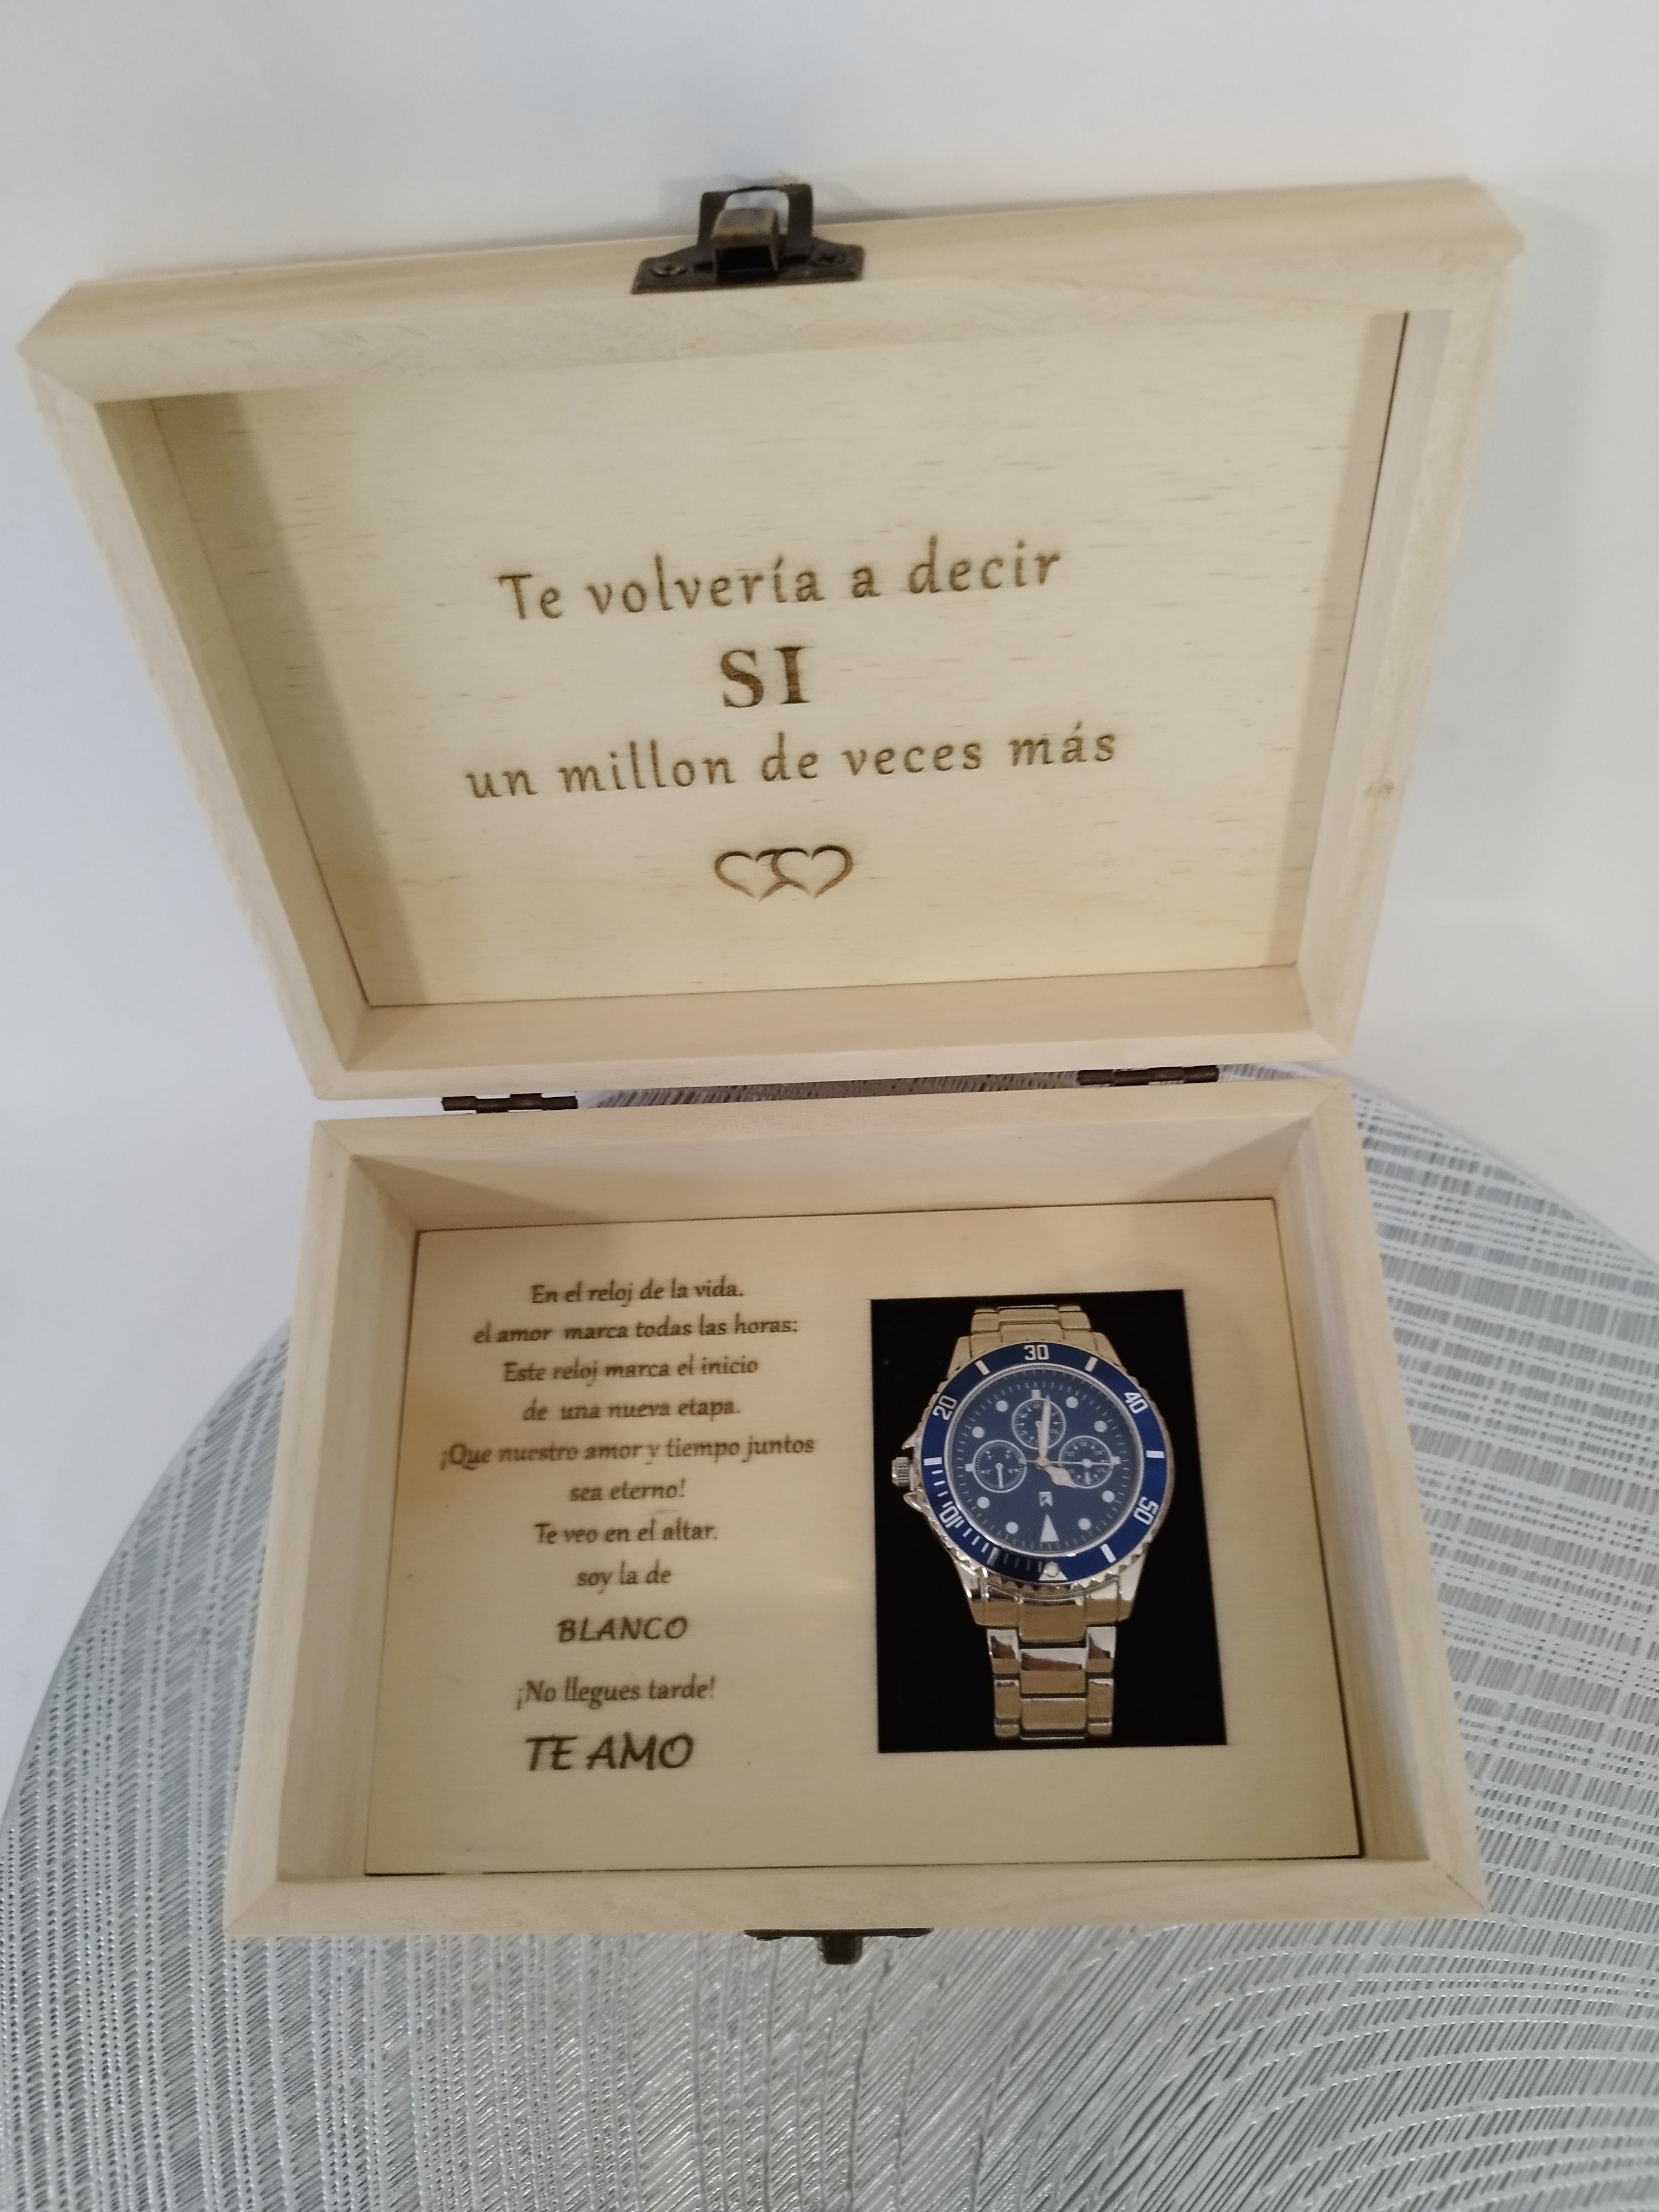 Te volvería a decir
SI
un millon de veces más
En el reloj de la vida.
el amor marca todas las horas:
Este reloj marca el inicio
de una nueva etapa.
¡Que nuestro amor y tiempo juntos
sea eterno!
Te veo en el altar.
soy la de
BLANCO
¡No llegues tarde!
TE AMO
30
20
40
10
50